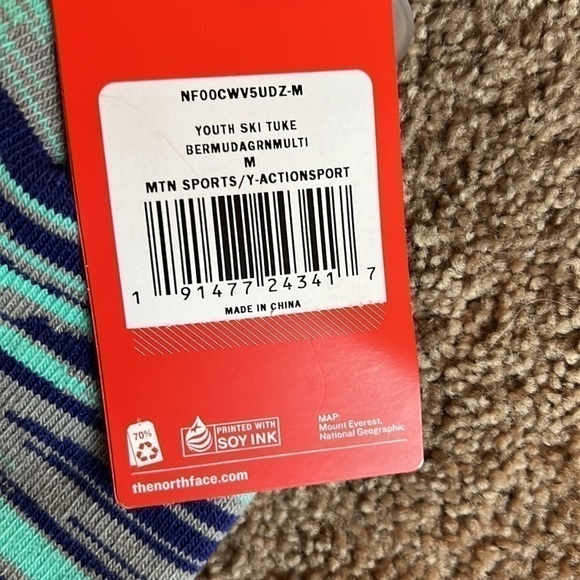 NF00CWV5UDZ-M
YOUTH SKI TUKE
BERMUDAGRNMULTI
M
MTN SPORTS/Y-ACTIONSPORT
1 91477 24341 7
MADE IN CHINA
70%
PRINTED WITH
SOY INK
MAP:
Mount Everest,
National Geographic
thenorthface.com